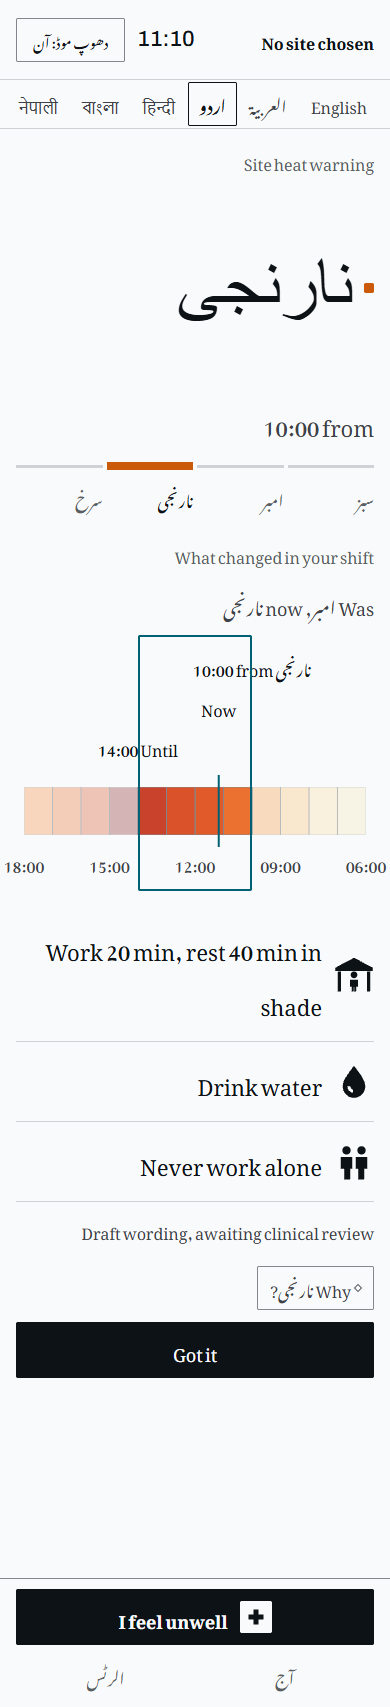 No site chosen 11:10 دھوپ موڈ: آن
English العربية اردو हिन्दी বাংলা नेपाली
Site heat warning
نارنجی
10:00 from
سبز امبر نارنجی سرخ
What changed in your shift
Was امبر, now نارنجی
نارنجی from 10:00
Now
Until 14:00
06:00 09:00 12:00 15:00 18:00
Work 20 min, rest 40 min in
shade
Drink water
Never work alone
Draft wording, awaiting clinical review
Why نارنجی?
Got it
I feel unwell
آج الرٹس